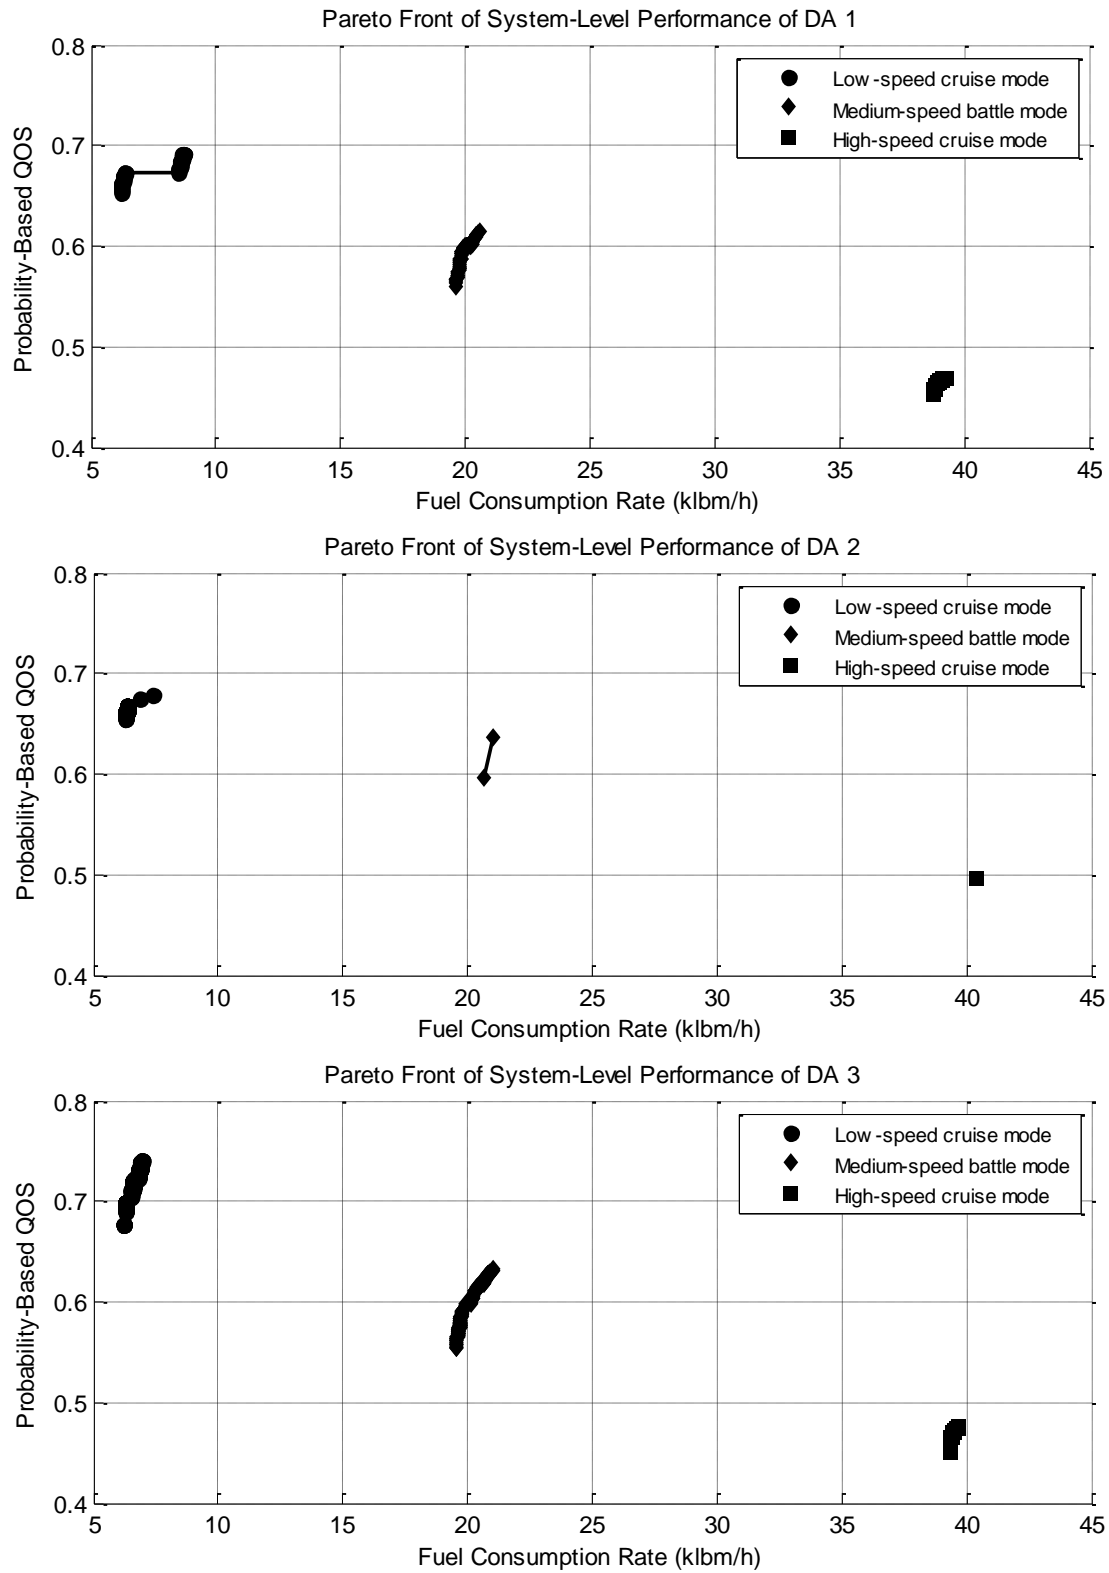 Pareto Front of System-Level Performance of DA 1
0.8
0.7
0.6
0.5
0.4
Probability-Based QOS
Low-speed cruise mode
Medium-speed battle mode
High-speed cruise mode
5 10 15 20 25 30 35 40 45
Fuel Consumption Rate (klbm/h)
Pareto Front of System-Level Performance of DA 2
0.8
0.7
0.6
0.5
0.4
Probability-Based QOS
Low-speed cruise mode
Medium-speed battle mode
High-speed cruise mode
5 10 15 20 25 30 35 40 45
Fuel Consumption Rate (klbm/h)
Pareto Front of System-Level Performance of DA 3
0.8
0.7
0.6
0.5
0.4
Probability-Based QOS
Low-speed cruise mode
Medium-speed battle mode
High-speed cruise mode
5 10 15 20 25 30 35 40 45
Fuel Consumption Rate (klbm/h)